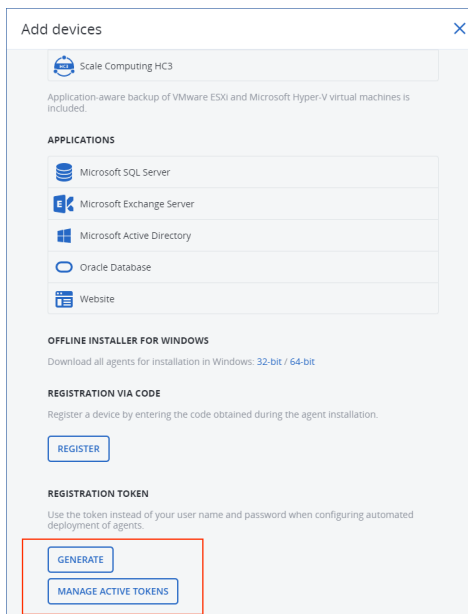 Add devices
HC3
Scale Computing HC3
Application-aware backup of VMware ESXi and Microsoft Hyper-V virtual machines is
included.
APPLICATIONS
Microsoft SQL Server
E
Microsoft Exchange Server
Microsoft Active Directory
Oracle Database
Website
OFFLINE INSTALLER FOR WINDOWS
Download all agents for installation in Windows: 32-bit / 64-bit
REGISTRATION VIA CODE
Register a device by entering the code obtained during the agent installation.
REGISTER
REGISTRATION TOKEN
Use the token instead of your user name and password when configuring automated
deployment of agents.
GENERATE
MANAGE ACTIVE TOKENS